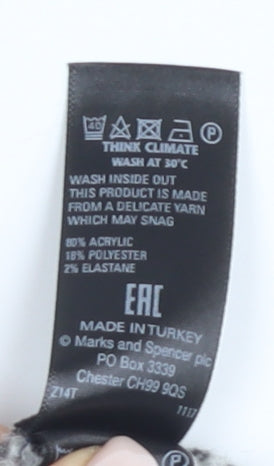 40 P
THINK CLIMATE
WASH AT 30°C
WASH INSIDE OUT
THIS PRODUCT IS MADE
FROM A DELICATE YARN
WHICH MAY SNAG
80% ACRYLIC
18% POLYESTER
2% ELASTANE
EAC
MADE IN TURKEY
© Marks and Spencer plc
PO Box 3339
Chester CH99 9QS
Z14T
P